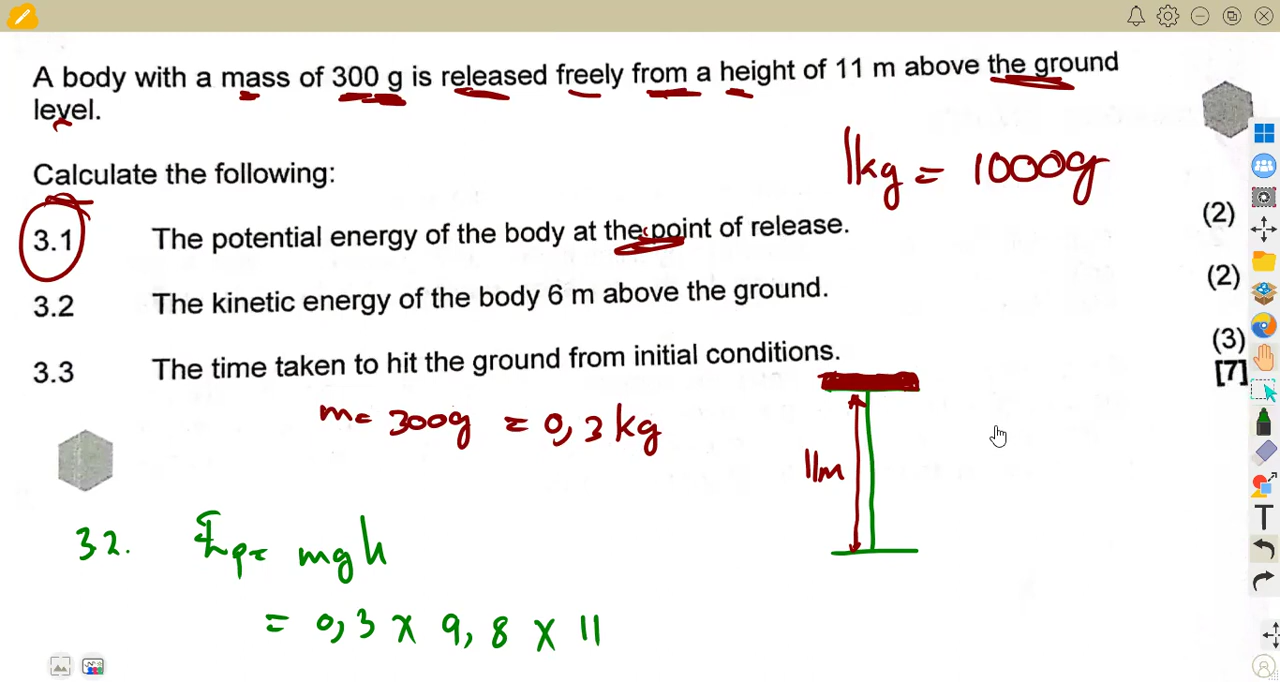 A body with a mass of 300 g is released freely from a height of 11 m above the ground
level.
1kg = 1000g
Calculate the following:
3.1 The potential energy of the body at the point of release. (2)
3.2 The kinetic energy of the body 6 m above the ground. (2)
3.3 The time taken to hit the ground from initial conditions. (3)
[7]
m= 300g = 0,3 kg
11m
32. Ep= mgh
= 0,3 x 9,8 x 11
T